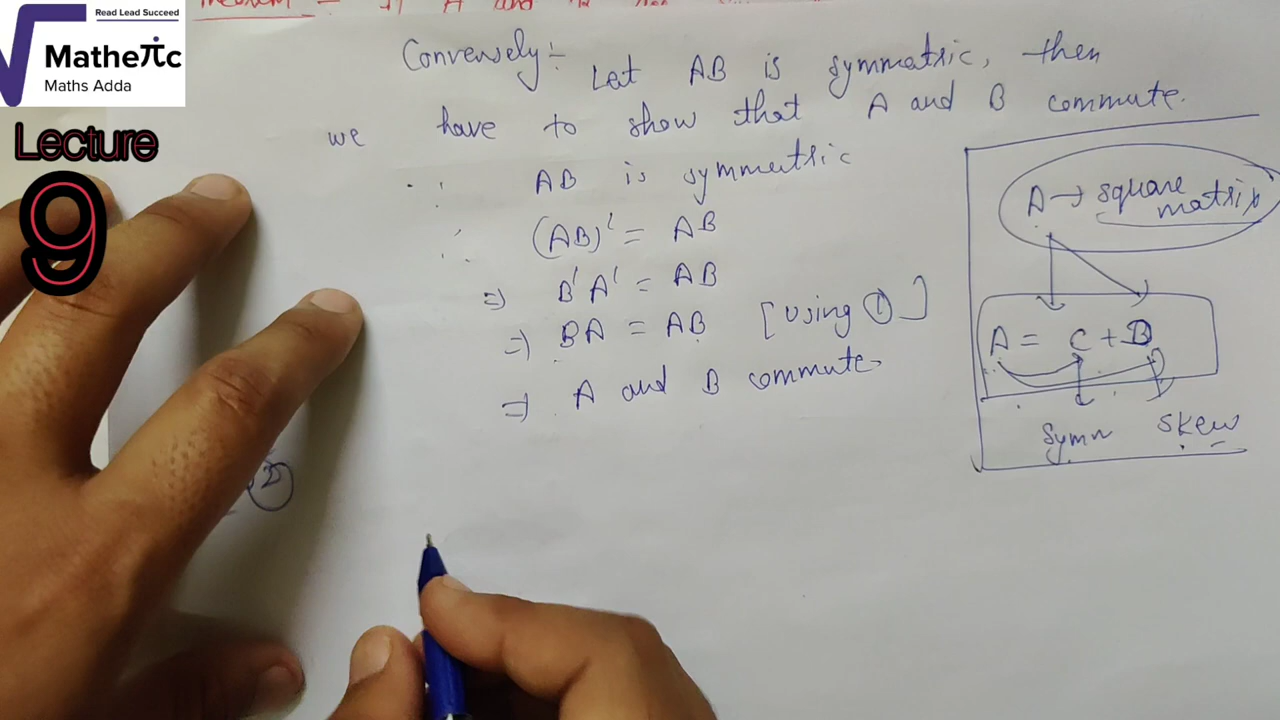 Read Lead Succeed
Matheπc
Maths Adda
Lecture
9
Conversely:-
Let AB is symmetric, then
we have to show that A and B commute.
∵ AB is symmetric
∴ (AB)' = AB
⇒ B'A' = AB
⇒ BA = AB [using ①]
⇒ A and B commute.
②
A → square
matrix
A = C + B
symm skew